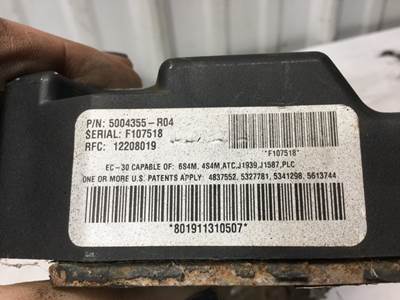 P/N: 5004355-R04
SERIAL: F107518
RFC: 12208019
*F107518*
EC-30 CAPABLE OF: 6S4M, 4S4M,ATC,J1939,J1587,PLC
ONE OR MORE U.S. PATENTS APPLY: 4837552, 5327781, 5341298, 5613744
*801911310507*